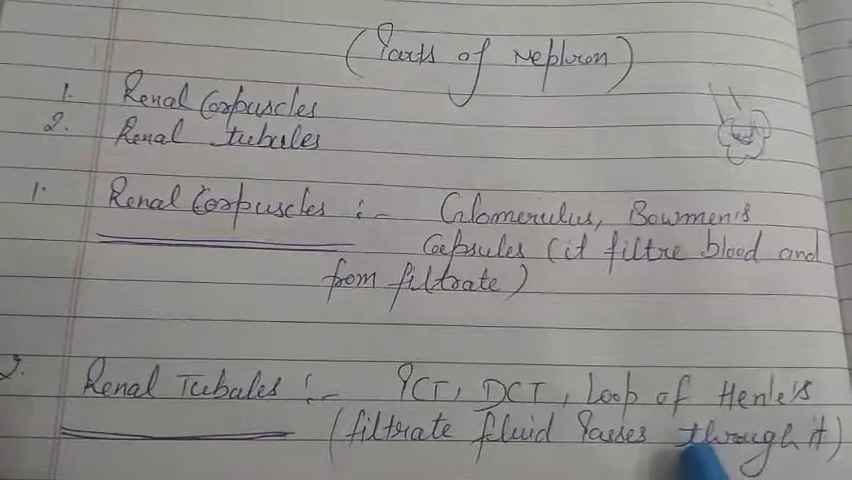 (Parts of Nephron)
1. Renal Corpuscles
2. Renal tubules
1. Renal Corpuscles :- Glomerulus, Bowmen's
Capsules (it filtre blood and
from filtrate)
2. Renal Tubules :- PCT, DCT, Loop of Henle's
(filtrate fluid Passes through it)